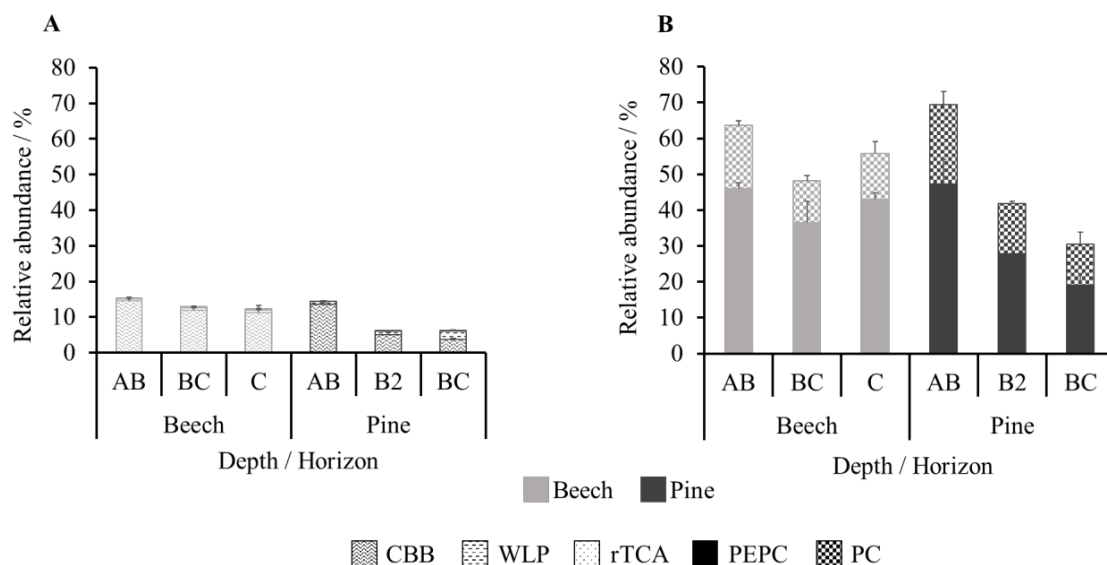 A
Relative abundance / %
80
70
60
50
40
30
20
10
0
AB BC C AB B2 BC
Beech Pine
Depth / Horizon
B
Relative abundance / %
80
70
60
50
40
30
20
10
0
AB BC C AB B2 BC
Beech Pine
Depth / Horizon
Beech Pine
CBB WLP rTCA PEPC PC